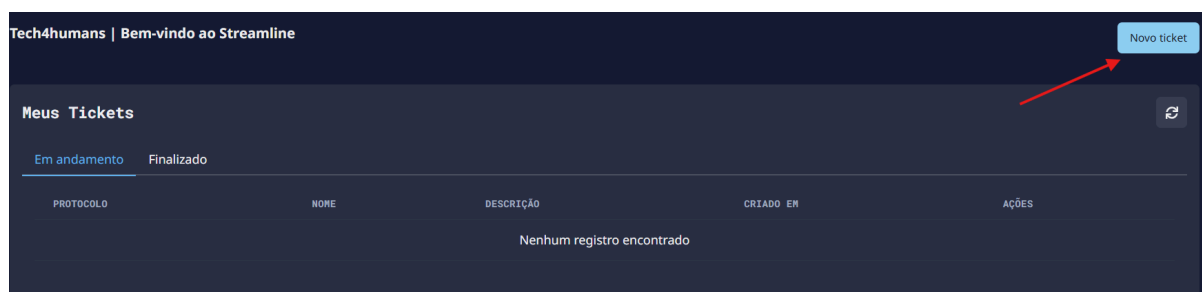 Tech4humans | Bem-vindo ao Streamline
Novo ticket
Meus Tickets
Em andamento Finalizado
PROTOCOLO NOME DESCRIÇÃO CRIADO EM AÇÕES
Nenhum registro encontrado